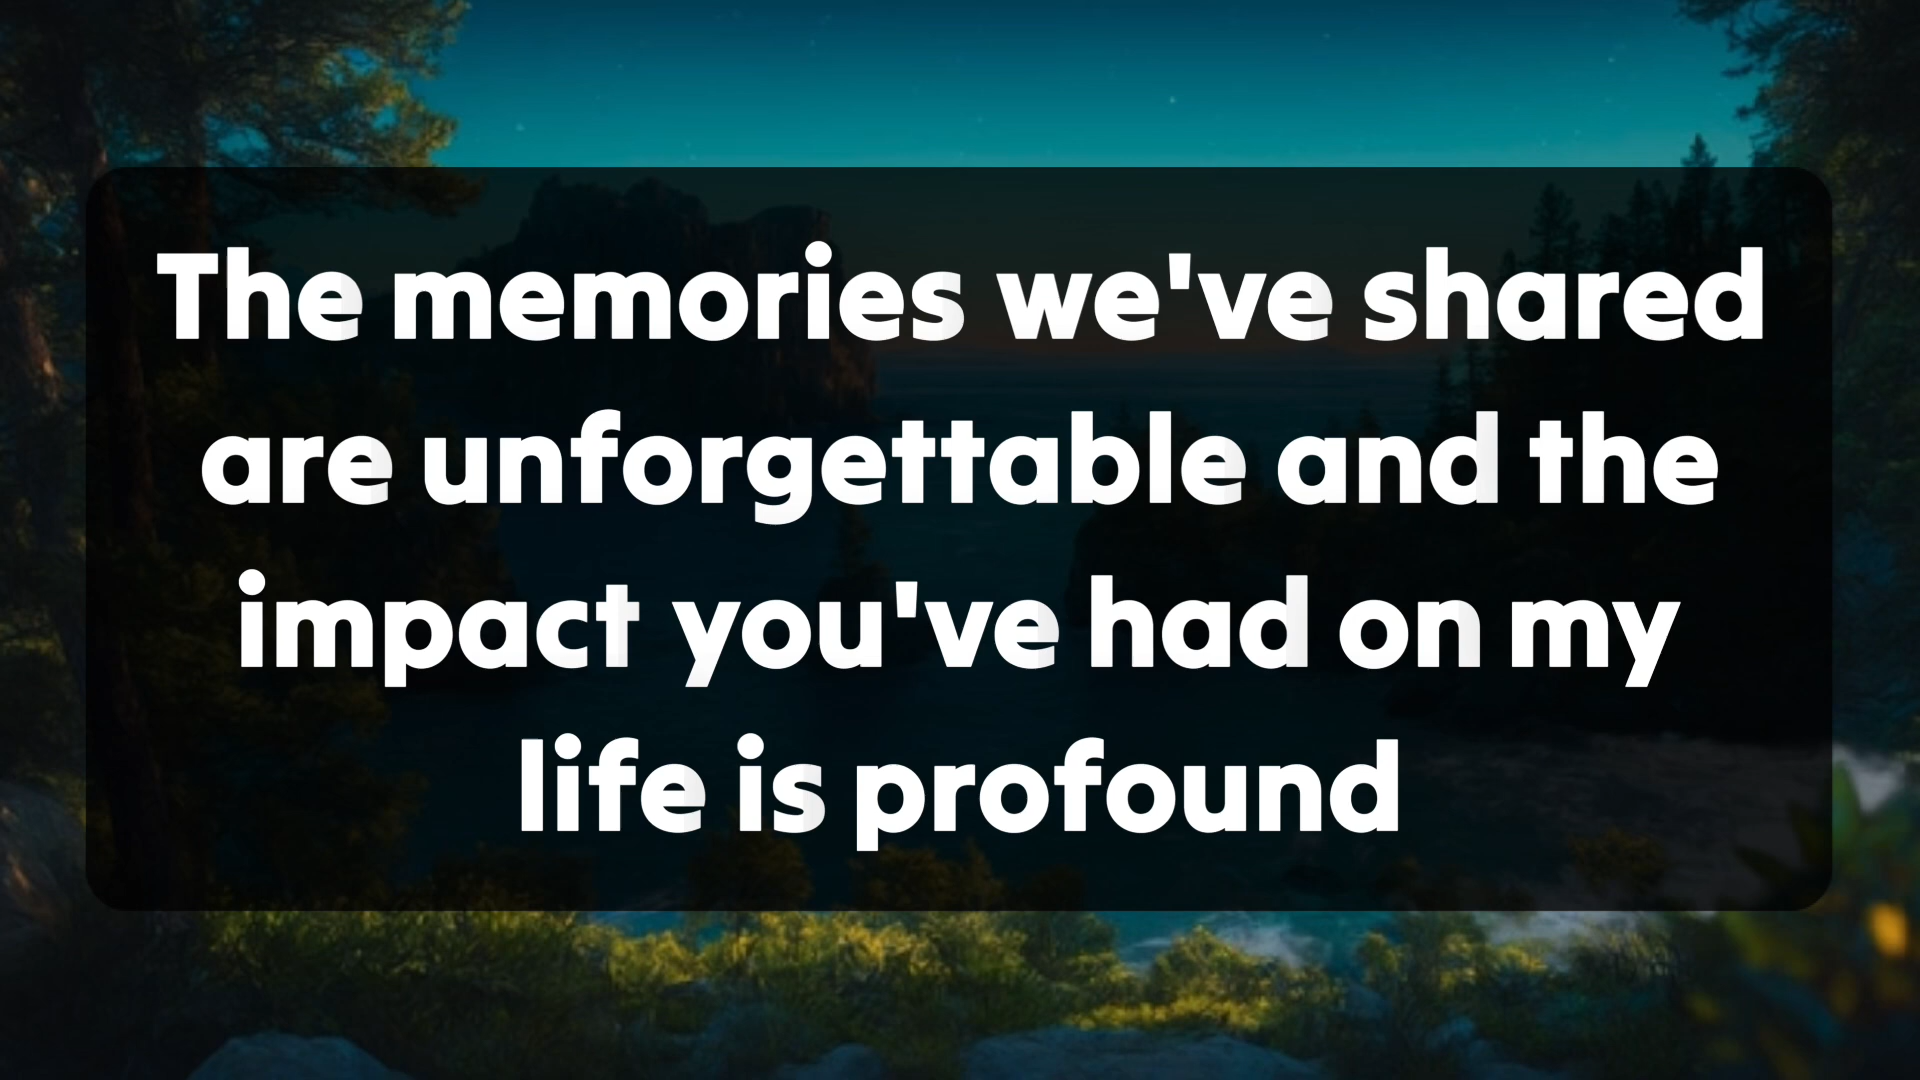 The memories we've shared
are unforgettable and the
impact you've had on my
life is profound